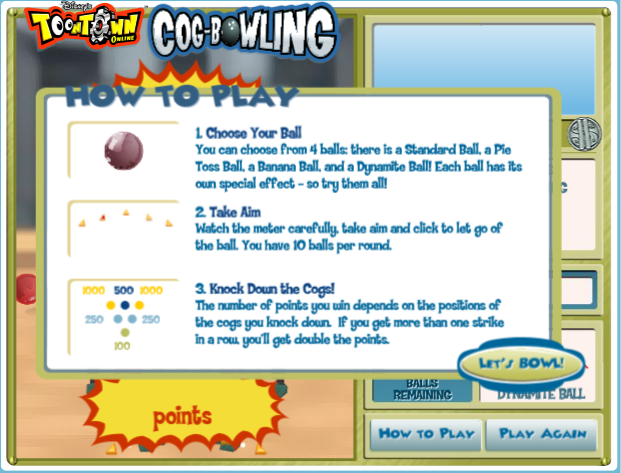 Disney's
TOONTOWN
ONLINE
COG-BOWLING
HOW TO PLAY
1. Choose Your Ball
You can choose from 4 balls: there is a Standard Ball, a Pie
Toss Ball, a Banana Ball, and a Dynamite Ball! Each ball has its
own special effect - so try them all!
2. Take Aim
Watch the meter carefully, take aim and click to let go of
the ball. You have 10 balls per round.
1000 500 1000
250 250
100
3. Knock Down the Cogs!
The number of points you win depends on the positions of
the cogs you knock down. If you get more than one strike
in a row, you'll get double the points.
LET'S BOWL!
BALLS
REMAINING
DYNAMITE BALL
points
HOW TO PLAY
PLAY AGAIN